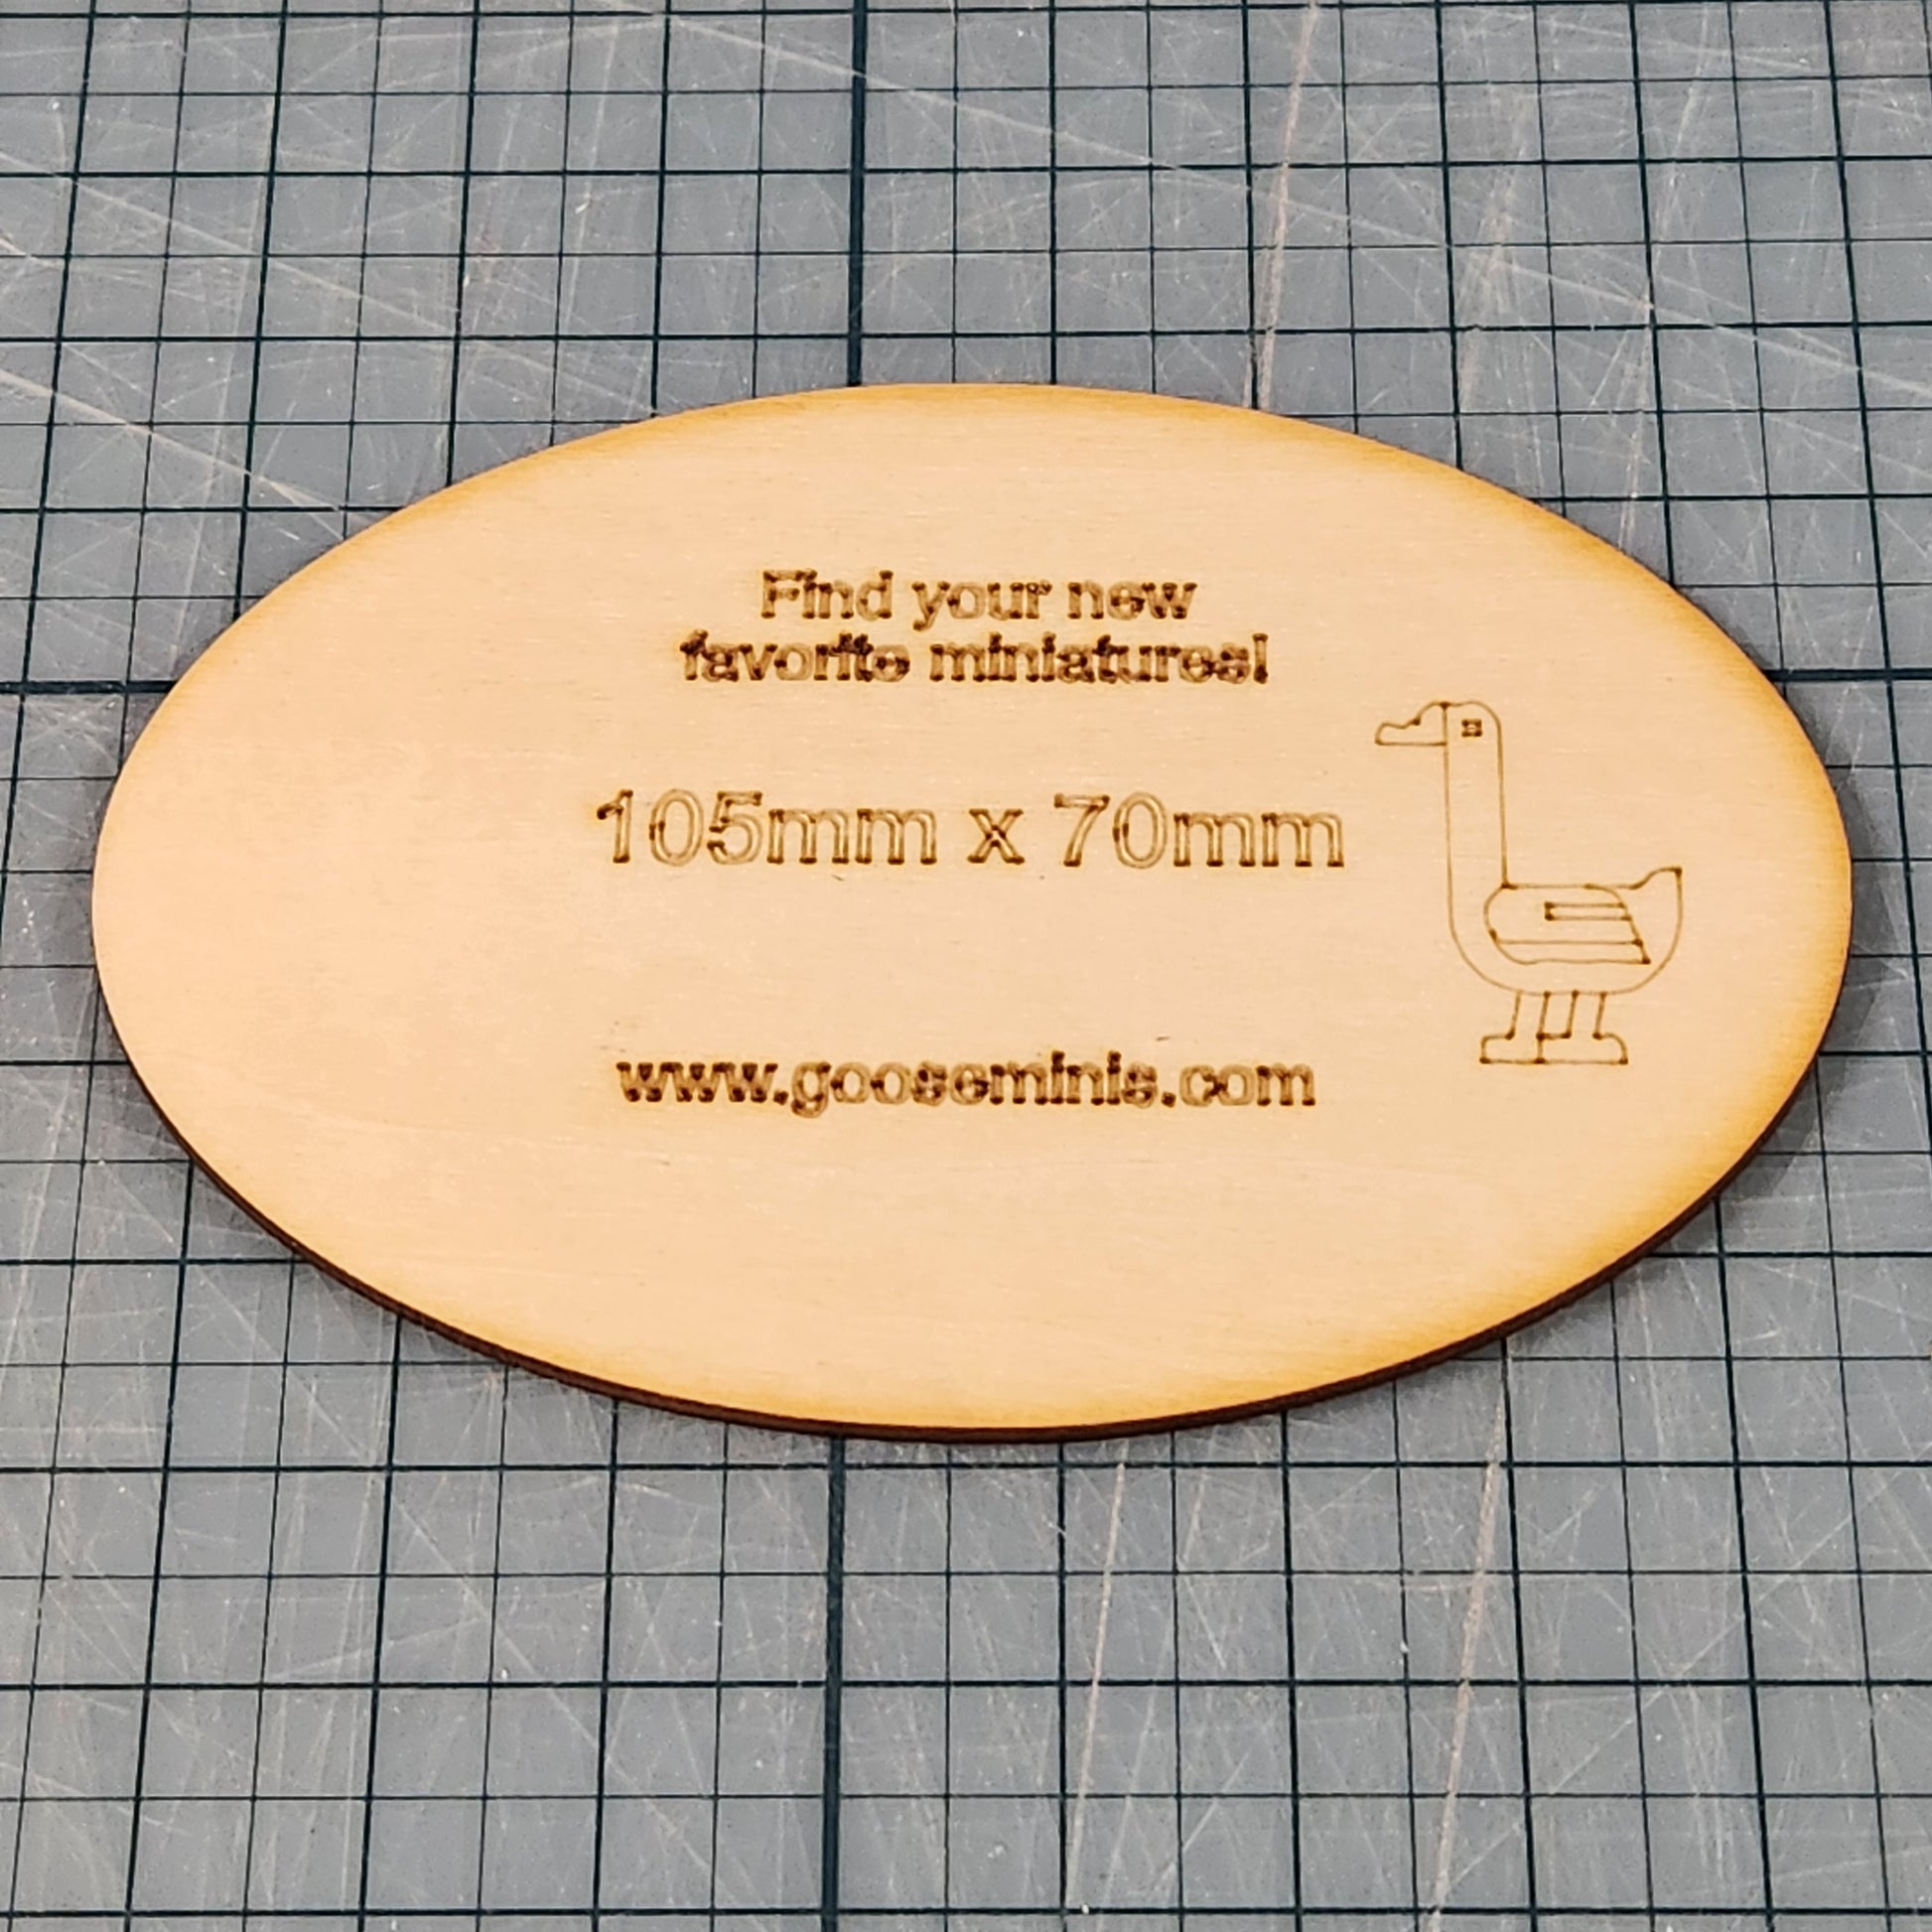 Find your new
favorite miniatures!
105mm x 70mm
www.gooseminis.com